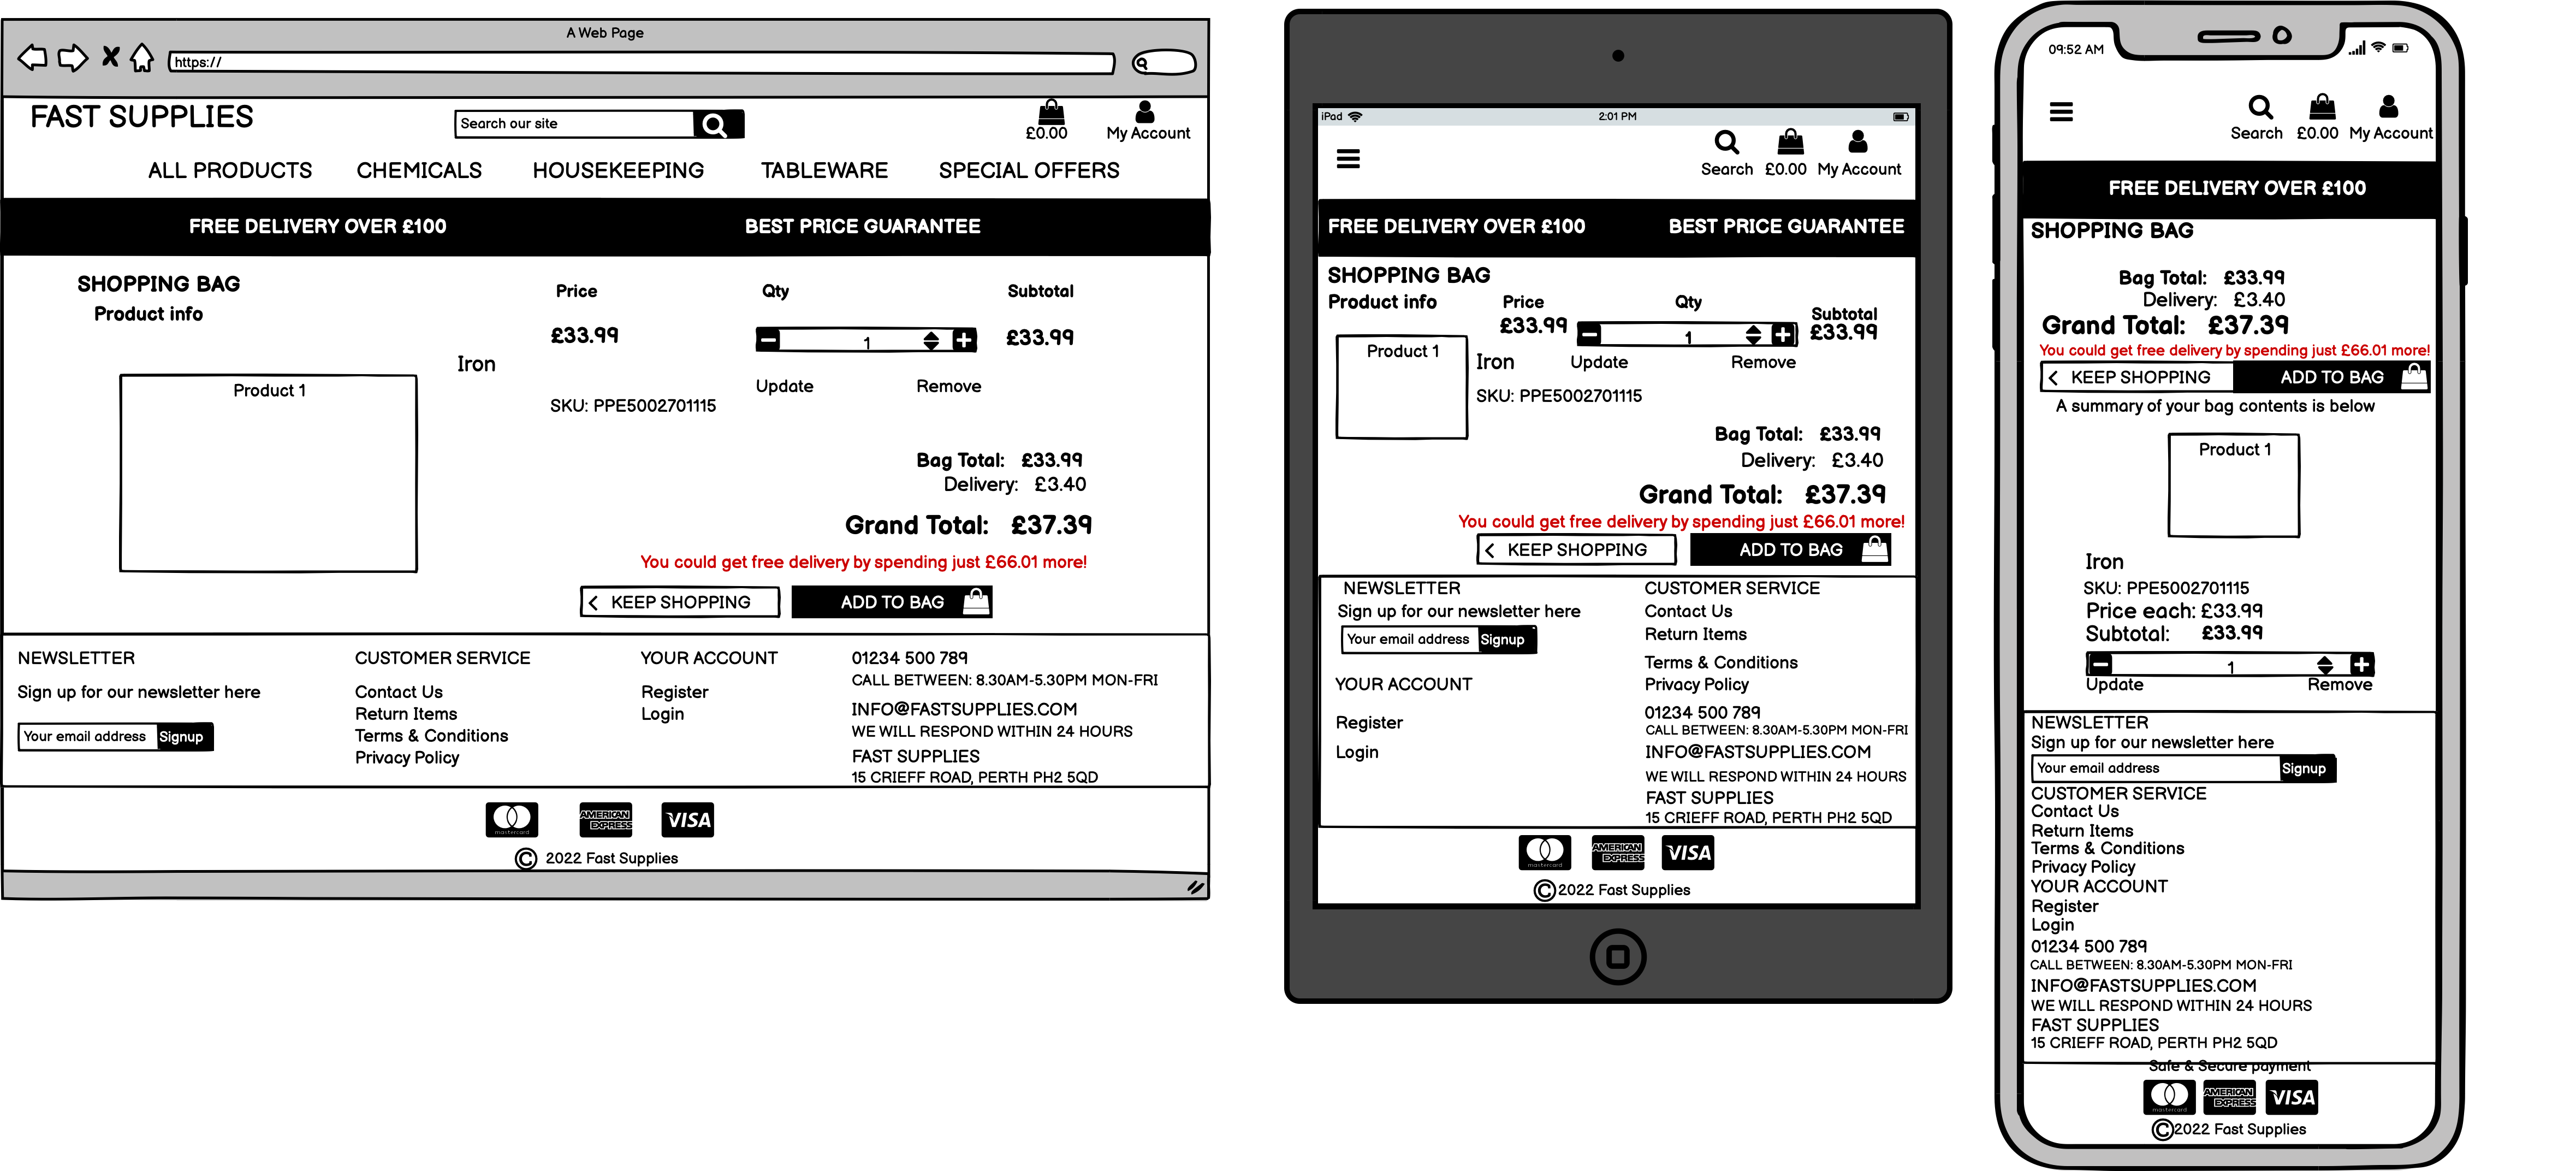 A Web Page
https://
FAST SUPPLIES
Search our site
£0.00
My Account
ALL PRODUCTS CHEMICALS HOUSEKEEPING TABLEWARE SPECIAL OFFERS
FREE DELIVERY OVER £100 BEST PRICE GUARANTEE
SHOPPING BAG
Product info
Price Qty Subtotal
£33.99 1 £33.99
Iron
Product 1
Update Remove
SKU: PPE5002701115
Bag Total: £33.99
Delivery: £3.40
Grand Total: £37.39
You could get free delivery by spending just £66.01 more!
KEEP SHOPPING ADD TO BAG
NEWSLETTER
Sign up for our newsletter here
Your email address Signup
CUSTOMER SERVICE
Contact Us
Return Items
Terms & Conditions
Privacy Policy
YOUR ACCOUNT
Register
Login
01234 500 789
CALL BETWEEN: 8.30AM-5.30PM MON-FRI
INFO@FASTSUPPLIES.COM
WE WILL RESPOND WITHIN 24 HOURS
FAST SUPPLIES
15 CRIEFF ROAD, PERTH PH2 5QD
mastercard AMERICAN EXPRESS VISA
© 2022 Fast Supplies
iPad 2:01 PM
Search £0.00 My Account
FREE DELIVERY OVER £100 BEST PRICE GUARANTEE
SHOPPING BAG
Product info Price Qty Subtotal
£33.99 1 £33.99
Product 1
Iron Update Remove
SKU: PPE5002701115
Bag Total: £33.99
Delivery: £3.40
Grand Total: £37.39
You could get free delivery by spending just £66.01 more!
KEEP SHOPPING ADD TO BAG
NEWSLETTER
Sign up for our newsletter here
Your email address Signup
YOUR ACCOUNT
Register
Login
CUSTOMER SERVICE
Contact Us
Return Items
Terms & Conditions
Privacy Policy
01234 500 789
CALL BETWEEN: 8.30AM-5.30PM MON-FRI
INFO@FASTSUPPLIES.COM
WE WILL RESPOND WITHIN 24 HOURS
FAST SUPPLIES
15 CRIEFF ROAD, PERTH PH2 5QD
mastercard AMERICAN EXPRESS VISA
©2022 Fast Supplies
09:52 AM
Search £0.00 My Account
FREE DELIVERY OVER £100
SHOPPING BAG
Bag Total: £33.99
Delivery: £3.40
Grand Total: £37.39
You could get free delivery by spending just £66.01 more!
KEEP SHOPPING ADD TO BAG
A summary of your bag contents is below
Product 1
Iron
SKU: PPE5002701115
Price each: £33.99
Subtotal: £33.99
1
Update Remove
NEWSLETTER
Sign up for our newsletter here
Your email address Signup
CUSTOMER SERVICE
Contact Us
Return Items
Terms & Conditions
Privacy Policy
YOUR ACCOUNT
Register
Login
01234 500 789
CALL BETWEEN: 8.30AM-5.30PM MON-FRI
INFO@FASTSUPPLIES.COM
WE WILL RESPOND WITHIN 24 HOURS
FAST SUPPLIES
15 CRIEFF ROAD, PERTH PH2 5QD
Safe & Secure payment
mastercard AMERICAN EXPRESS VISA
©2022 Fast Supplies